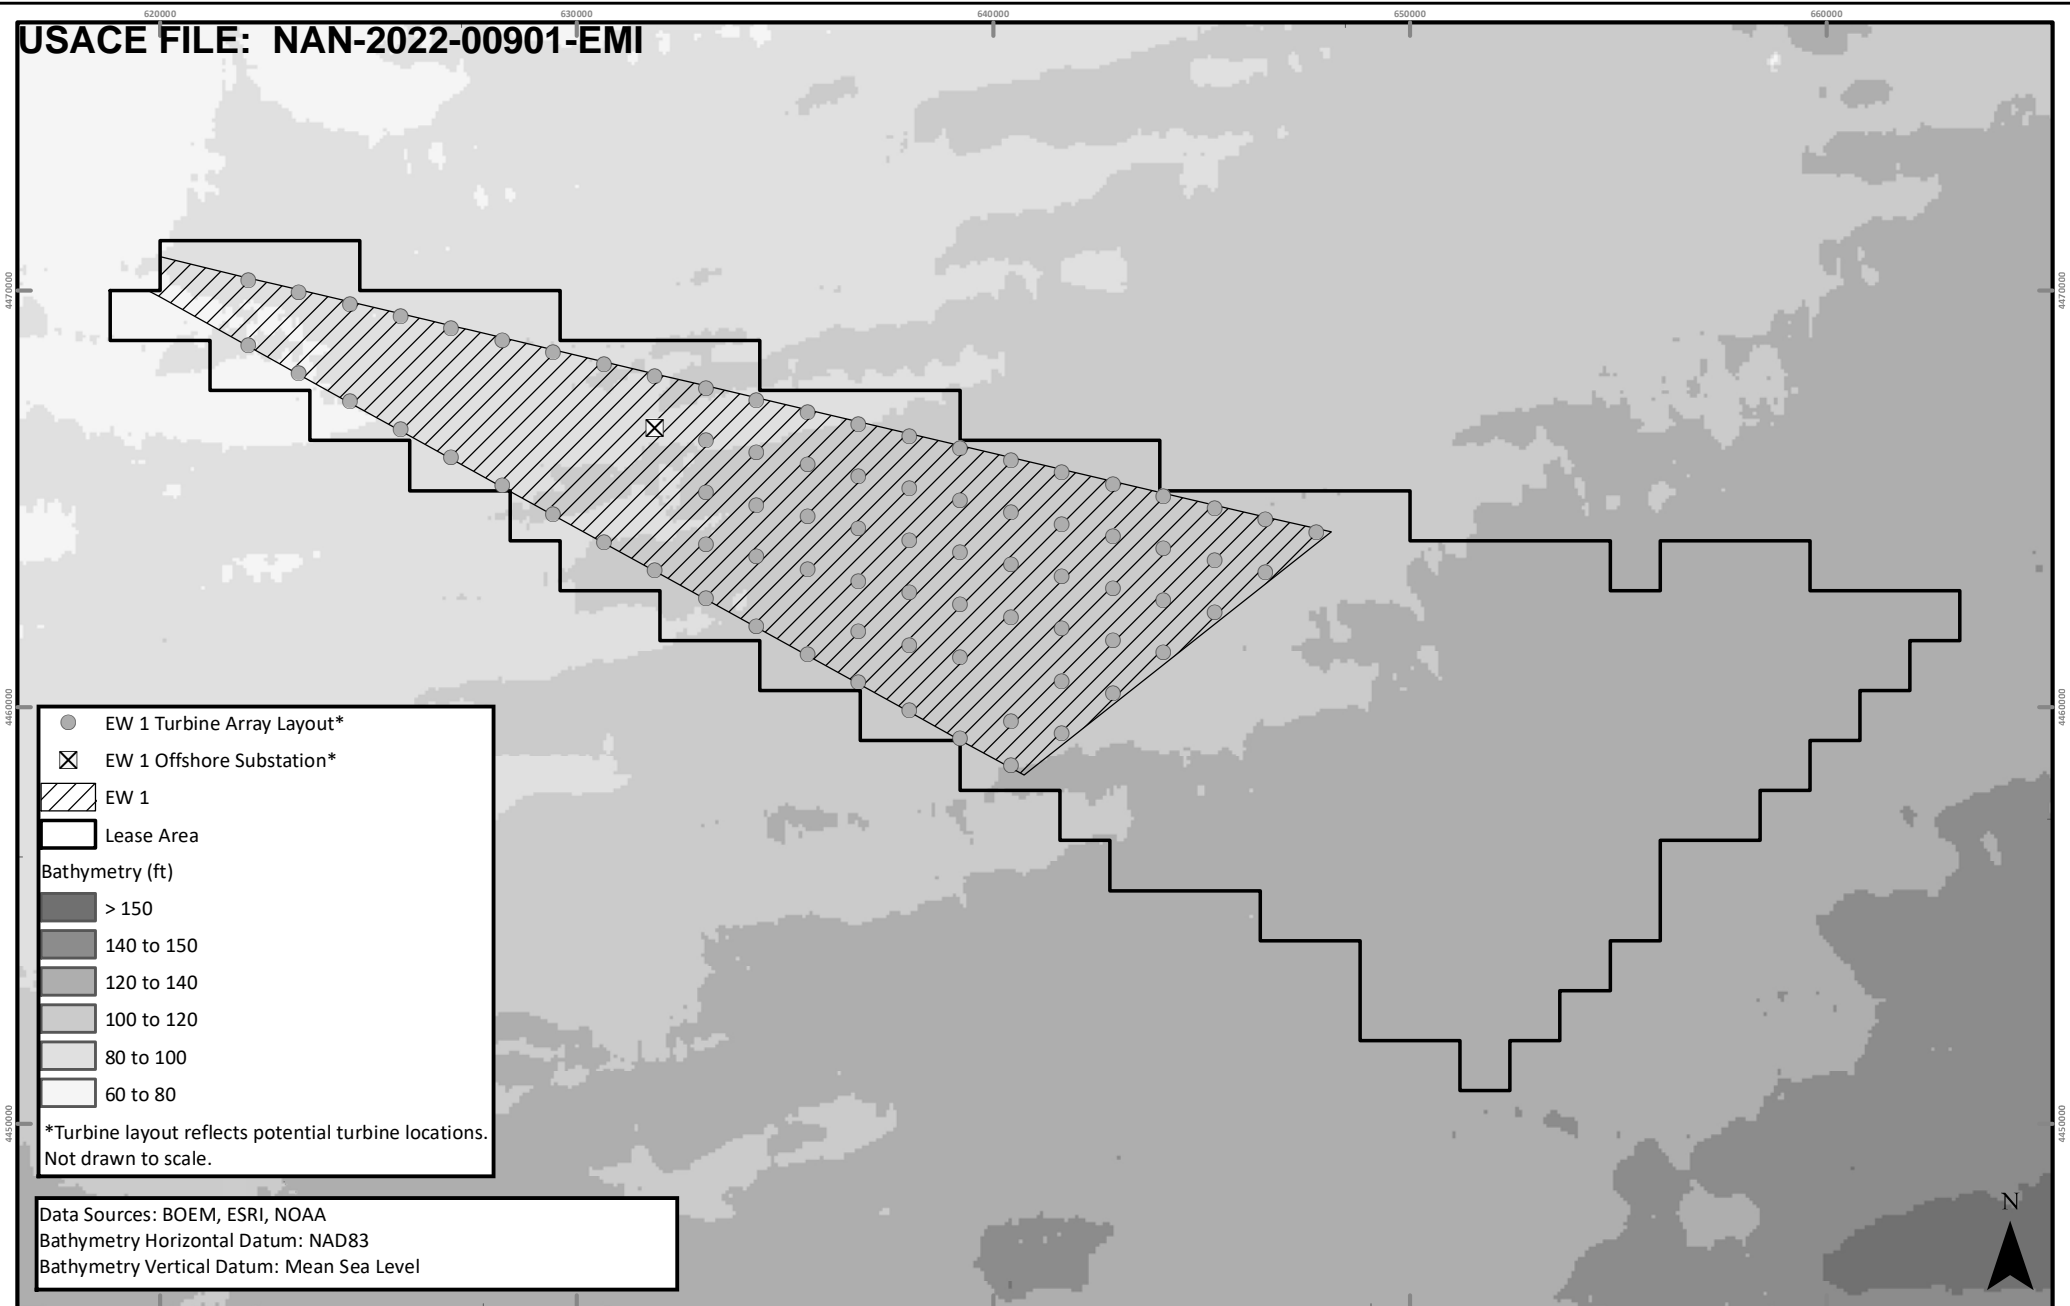 620000 630000 640000 650000 660000
USACE FILE: NAN-2022-00901-EMI
4470000 4470000
4460000 4460000
EW 1 Turbine Array Layout*
EW 1 Offshore Substation*
EW 1
Lease Area
Bathymetry (ft)
> 150
140 to 150
120 to 140
100 to 120
80 to 100
60 to 80
*Turbine layout reflects potential turbine locations.
Not drawn to scale.
4450000 4450000
Data Sources: BOEM, ESRI, NOAA
Bathymetry Horizontal Datum: NAD83
Bathymetry Vertical Datum: Mean Sea Level
N